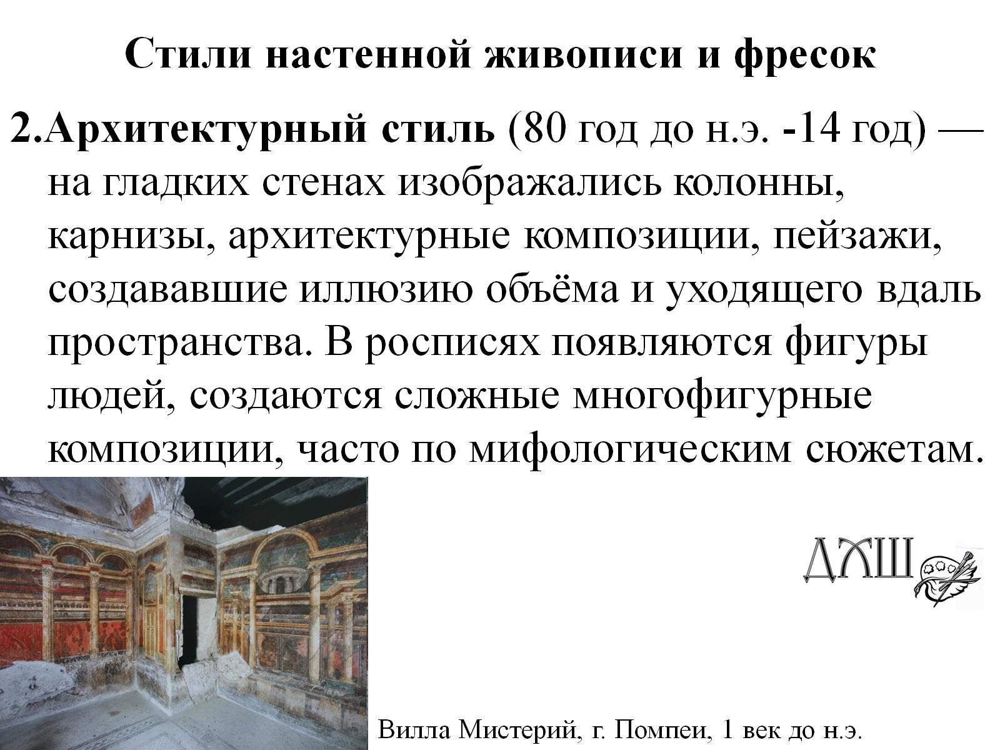 Стили настенной живописи и фресок
2.Архитектурный стиль (80 год до н.э. -14 год) —
на гладких стенах изображались колонны,
карнизы, архитектурные композиции, пейзажи,
создававшие иллюзию объёма и уходящего вдаль
пространства. В росписях появляются фигуры
людей, создаются сложные многофигурные
композиции, часто по мифологическим сюжетам.
ДХШ
Вилла Мистерий, г. Помпеи, 1 век до н.э.